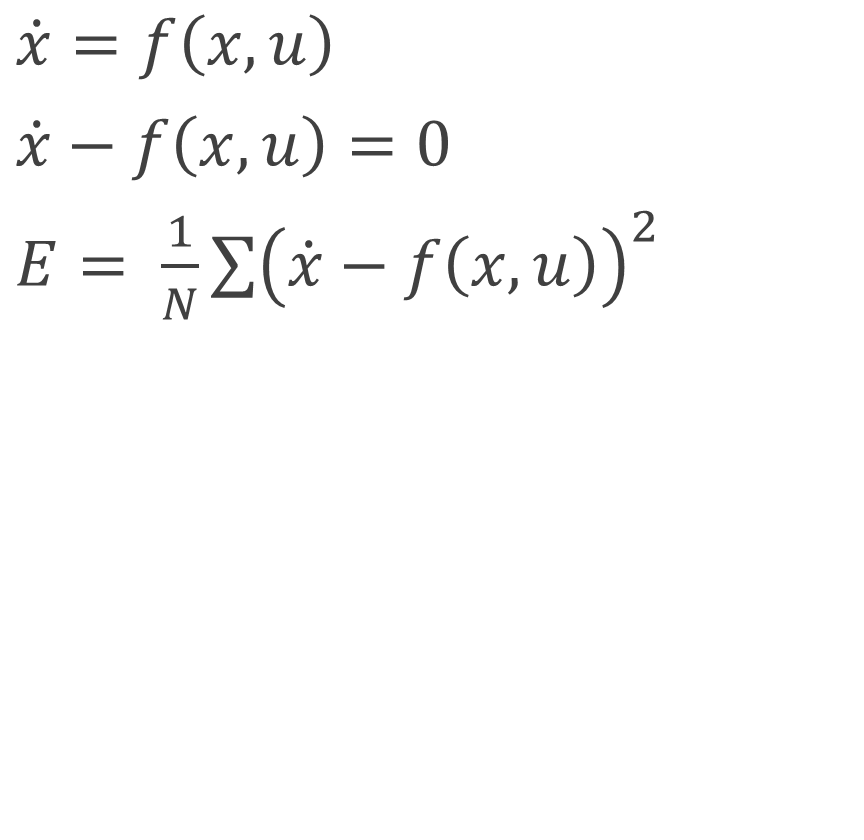 ẋ = f(x, u)
ẋ − f(x, u) = 0
E = 1/N ∑(ẋ − f(x, u))²